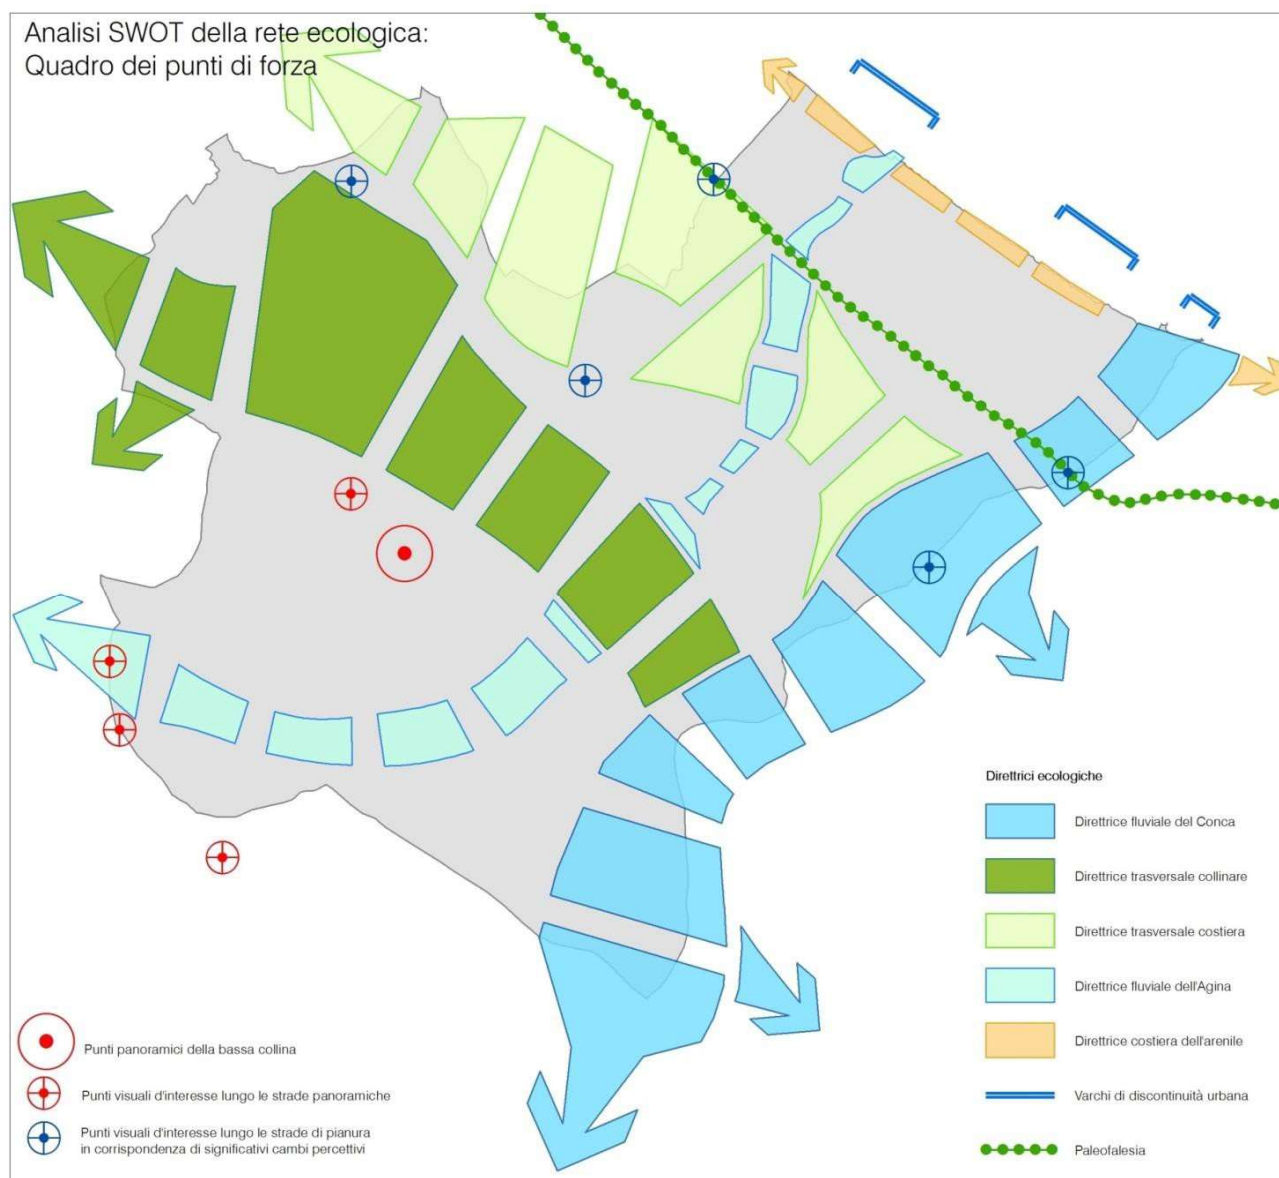 Analisi SWOT della rete ecologica:
Quadro dei punti di forza
Direttrici ecologiche
Direttrice fluviale del Conca
Direttrice trasversale collinare
Direttrice trasversale costiera
Direttrice fluviale dell'Agina
Direttrice costiera dell'arenile
Varchi di discontinuità urbana
Paleofalesia
Punti panoramici della bassa collina
Punti visuali d'interesse lungo le strade panoramiche
Punti visuali d'interesse lungo le strade di pianura
in corrispondenza di significativi cambi percettivi